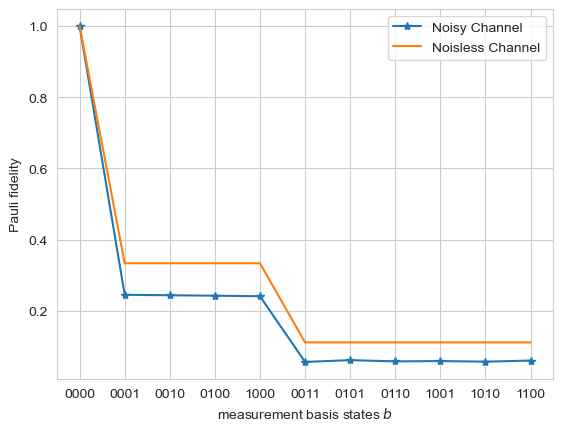 Noisy Channel
Noisless Channel
Pauli fidelity
1.0
0.8
0.6
0.4
0.2
0000 0001 0010 0100 1000 0011 0101 0110 1001 1010 1100
measurement basis states b